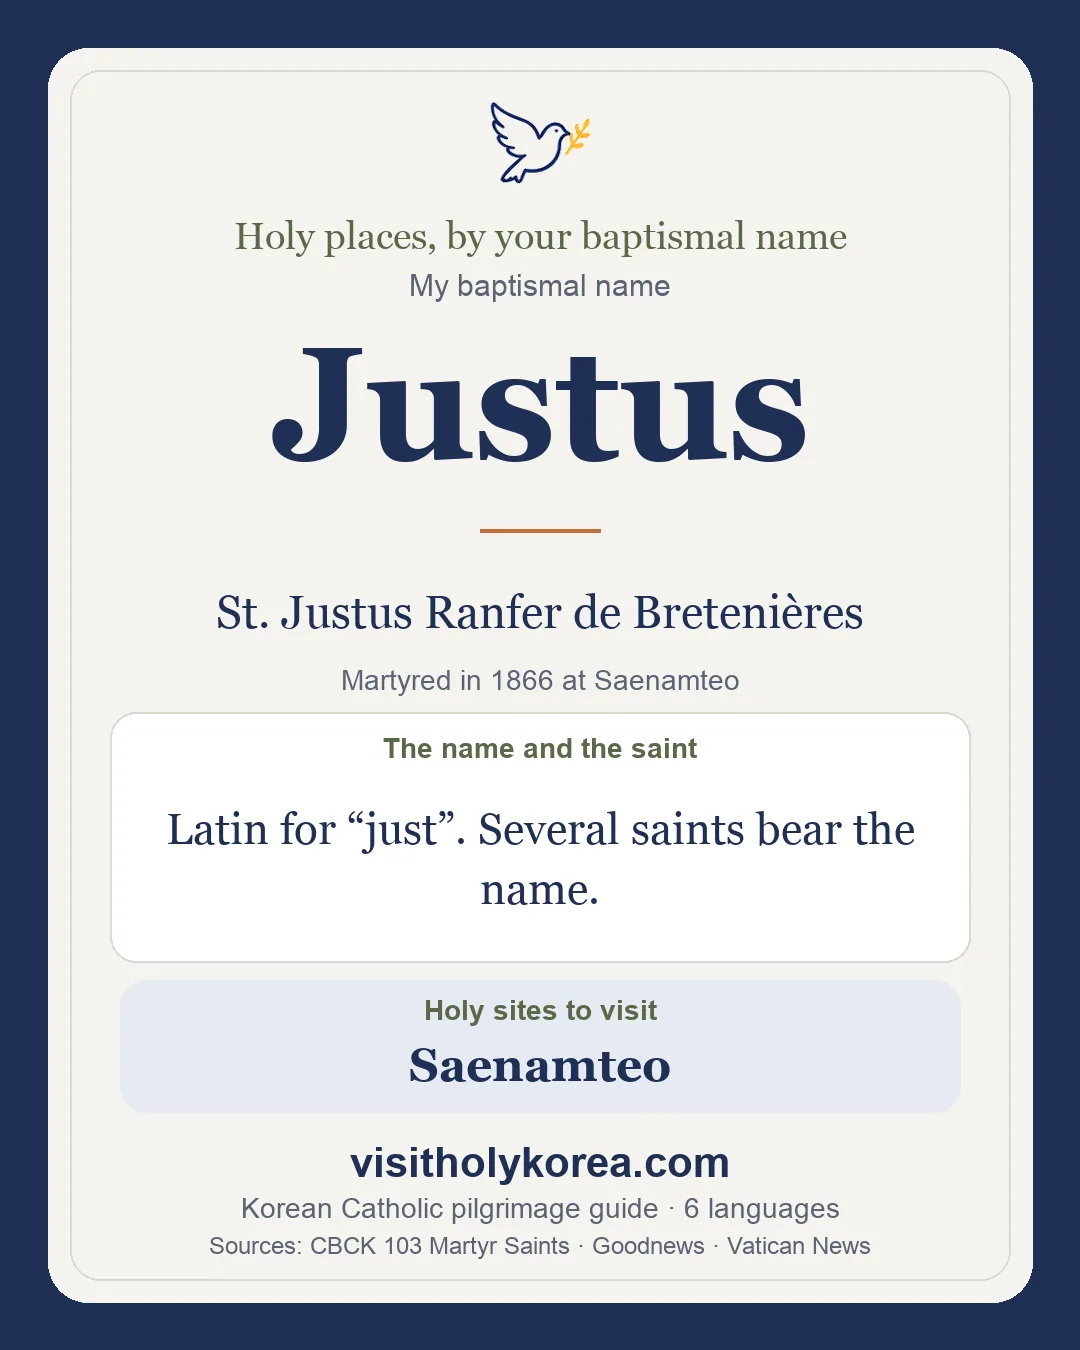 Holy places, by your baptismal name
My baptismal name
Justus
St. Justus Ranfer de Bretenières
Martyred in 1866 at Saenamteo
The name and the saint
Latin for “just”. Several saints bear the
name.
Holy sites to visit
Saenamteo
visitholykorea.com
Korean Catholic pilgrimage guide · 6 languages
Sources: CBCK 103 Martyr Saints · Goodnews · Vatican News